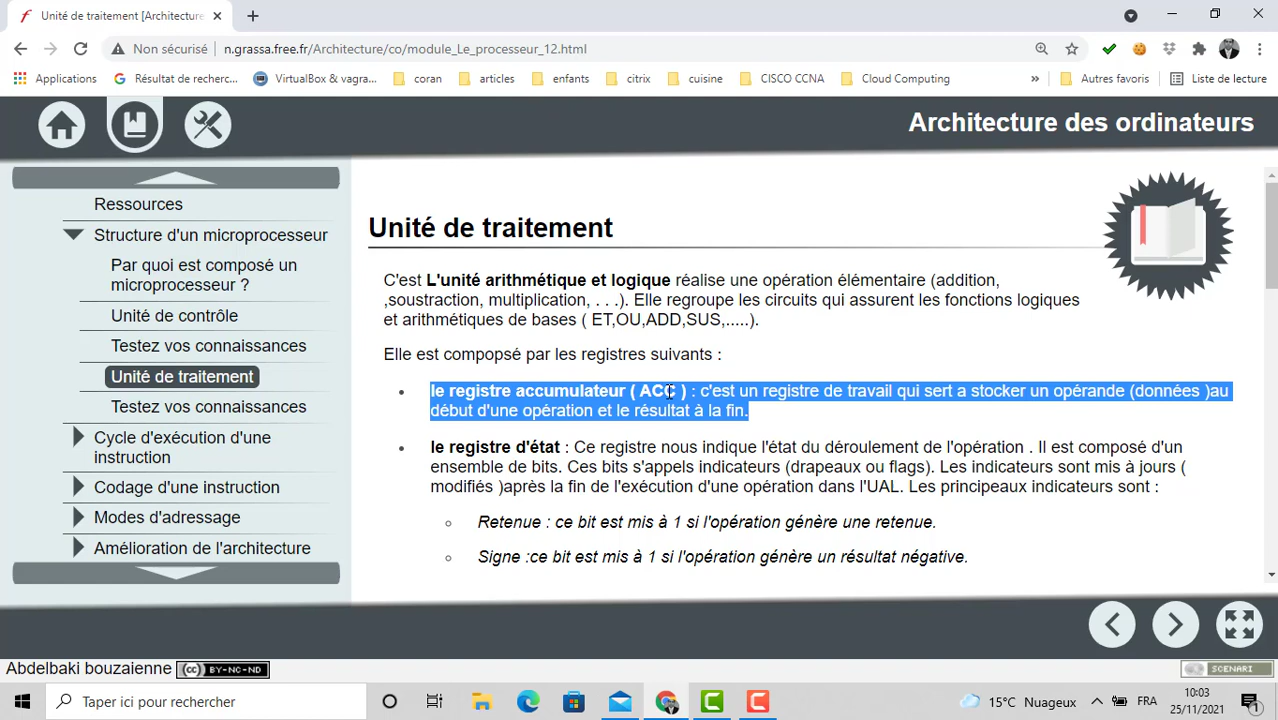 Unité de traitement [Architecture
Non sécurisé
n.grassa.free.fr/Architecture/co/module_Le_processeur_12.html
Applications
Résultat de recherc...
VirtualBox & vagra...
coran
articles
enfants
citrix
cuisine
CISCO CCNA
Cloud Computing
»
Autres favoris
Liste de lecture
Architecture des ordinateurs
Ressources
Structure d'un microprocesseur
Par quoi est composé un
microprocesseur ?
Unité de contrôle
Testez vos connaissances
Unité de traitement
Testez vos connaissances
Cycle d'exécution d'une
instruction
Codage d'une instruction
Modes d'adressage
Amélioration de l'architecture
Unité de traitement
C'est L'unité arithmétique et logique réalise une opération élémentaire (addition,
,soustraction, multiplication, . . .). Elle regroupe les circuits qui assurent les fonctions logiques
et arithmétiques de bases ( ET,OU,ADD,SUS,.....).
Elle est compopsé par les registres suivants :
• le registre accumulateur ( ACC ) : c'est un registre de travail qui sert a stocker un opérande (données )au
début d'une opération et le résultat à la fin.
• le registre d'état : Ce registre nous indique l'état du déroulement de l'opération . Il est composé d'un
ensemble de bits. Ces bits s'appels indicateurs (drapeaux ou flags). Les indicateurs sont mis à jours (
modifiés )après la fin de l'exécution d'une opération dans l'UAL. Les principeaux indicateurs sont :
◦ Retenue : ce bit est mis à 1 si l'opération génère une retenue.
◦ Signe :ce bit est mis à 1 si l'opération génère un résultat négative.
Abdelbaki bouzaienne
cc BY-NC-ND
SCENARI
Taper ici pour rechercher
15°C Nuageux
FRA
10:03
25/11/2021
1